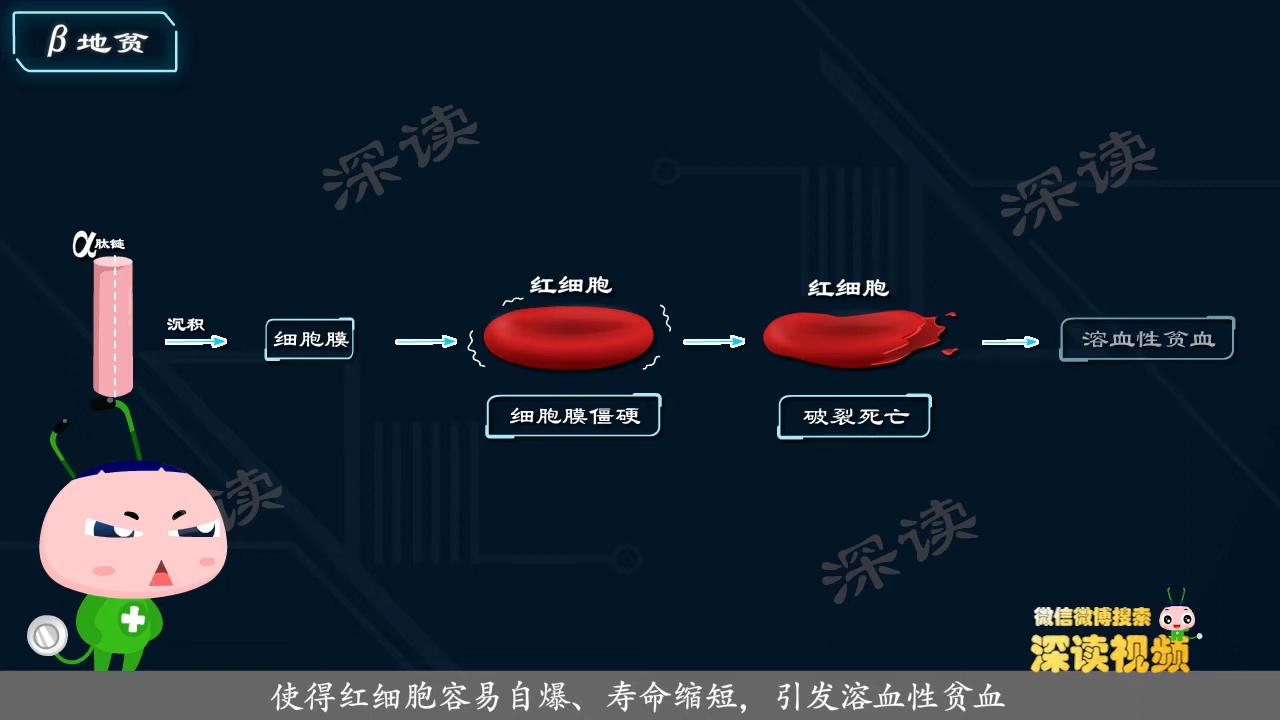 β地贫
深读
深读
α肽链
红细胞
红细胞
沉积
细胞膜
溶血性贫血
细胞膜僵硬
破裂死亡
深读
深读
微信微博搜索
深读视频
使得红细胞容易自爆、寿命缩短，引发溶血性贫血